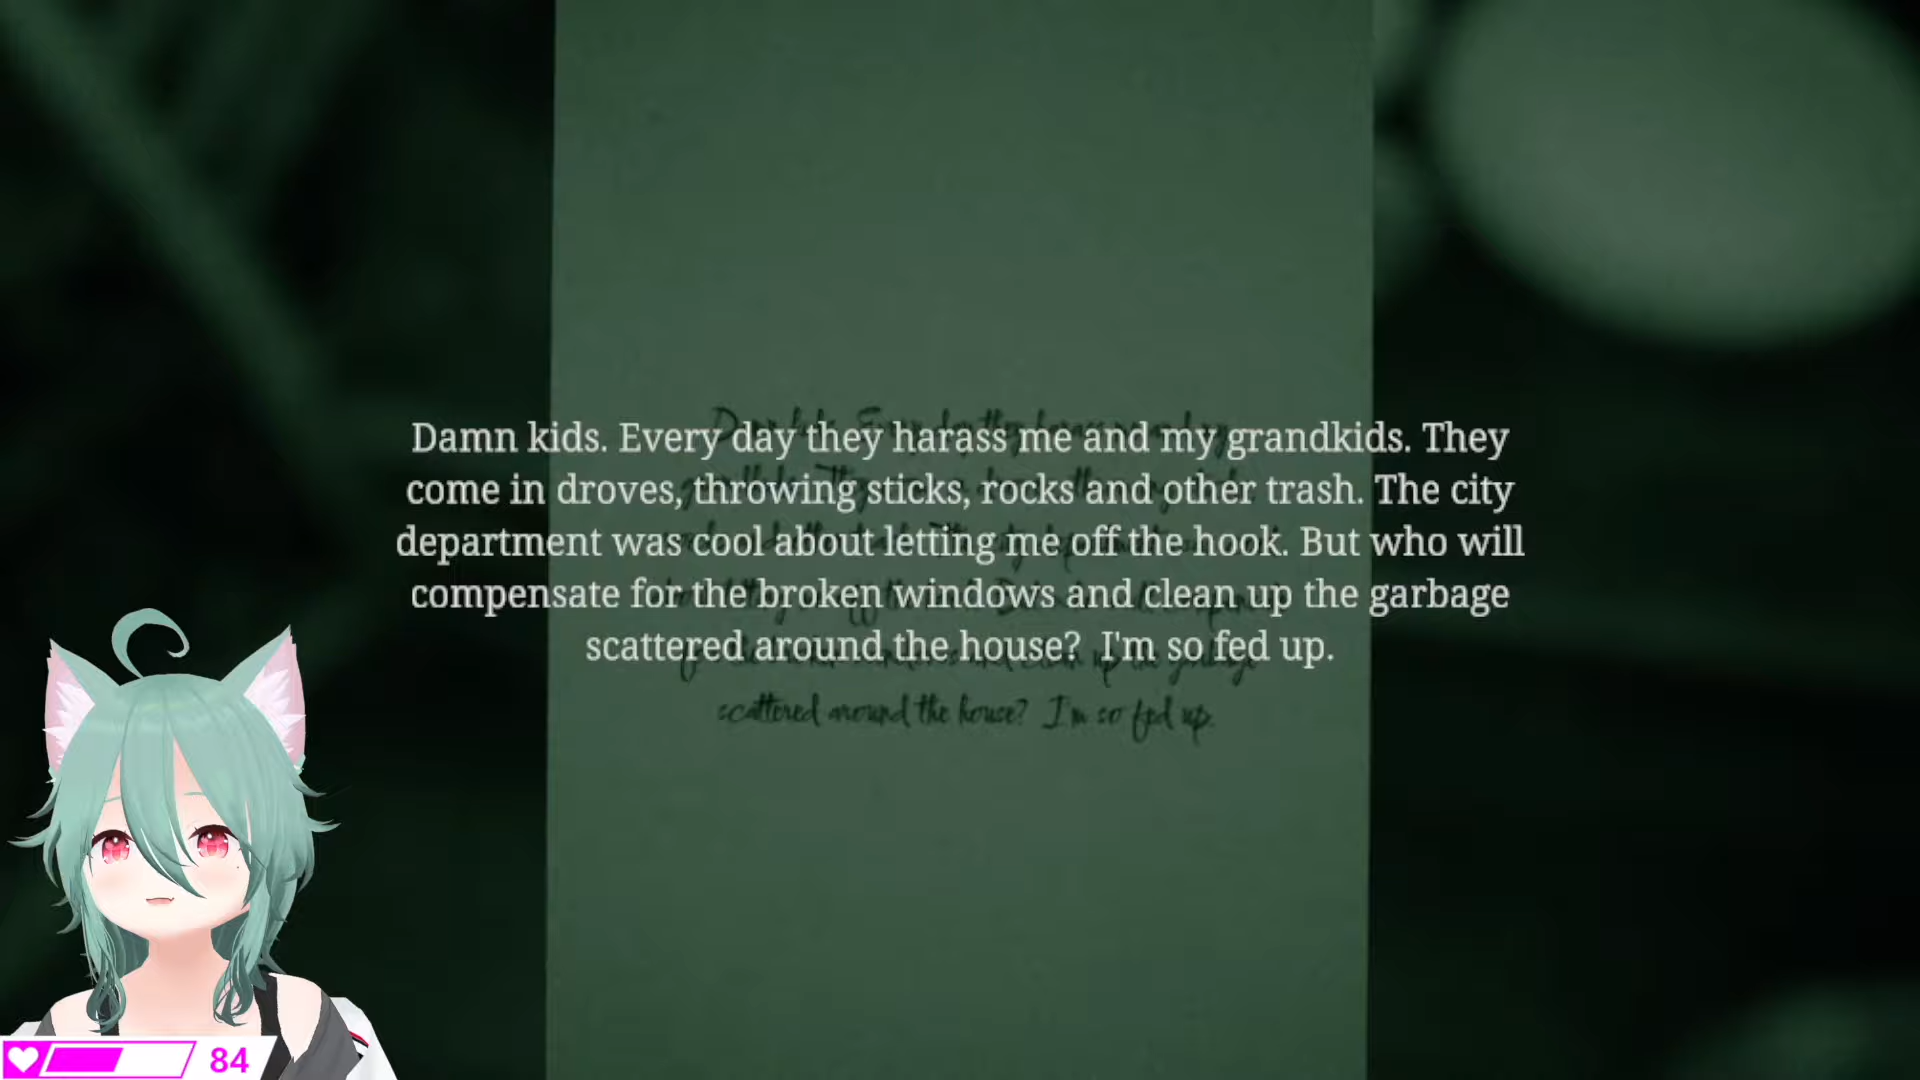 Damn kids. Every day they harass me and my grandkids. They
come in droves, throwing sticks, rocks and other trash. The city
department was cool about letting me off the hook. But who will
compensate for the broken windows and clean up the garbage
scattered around the house?  I'm so fed up.
scattered around the house?  I'm so fed up.
84